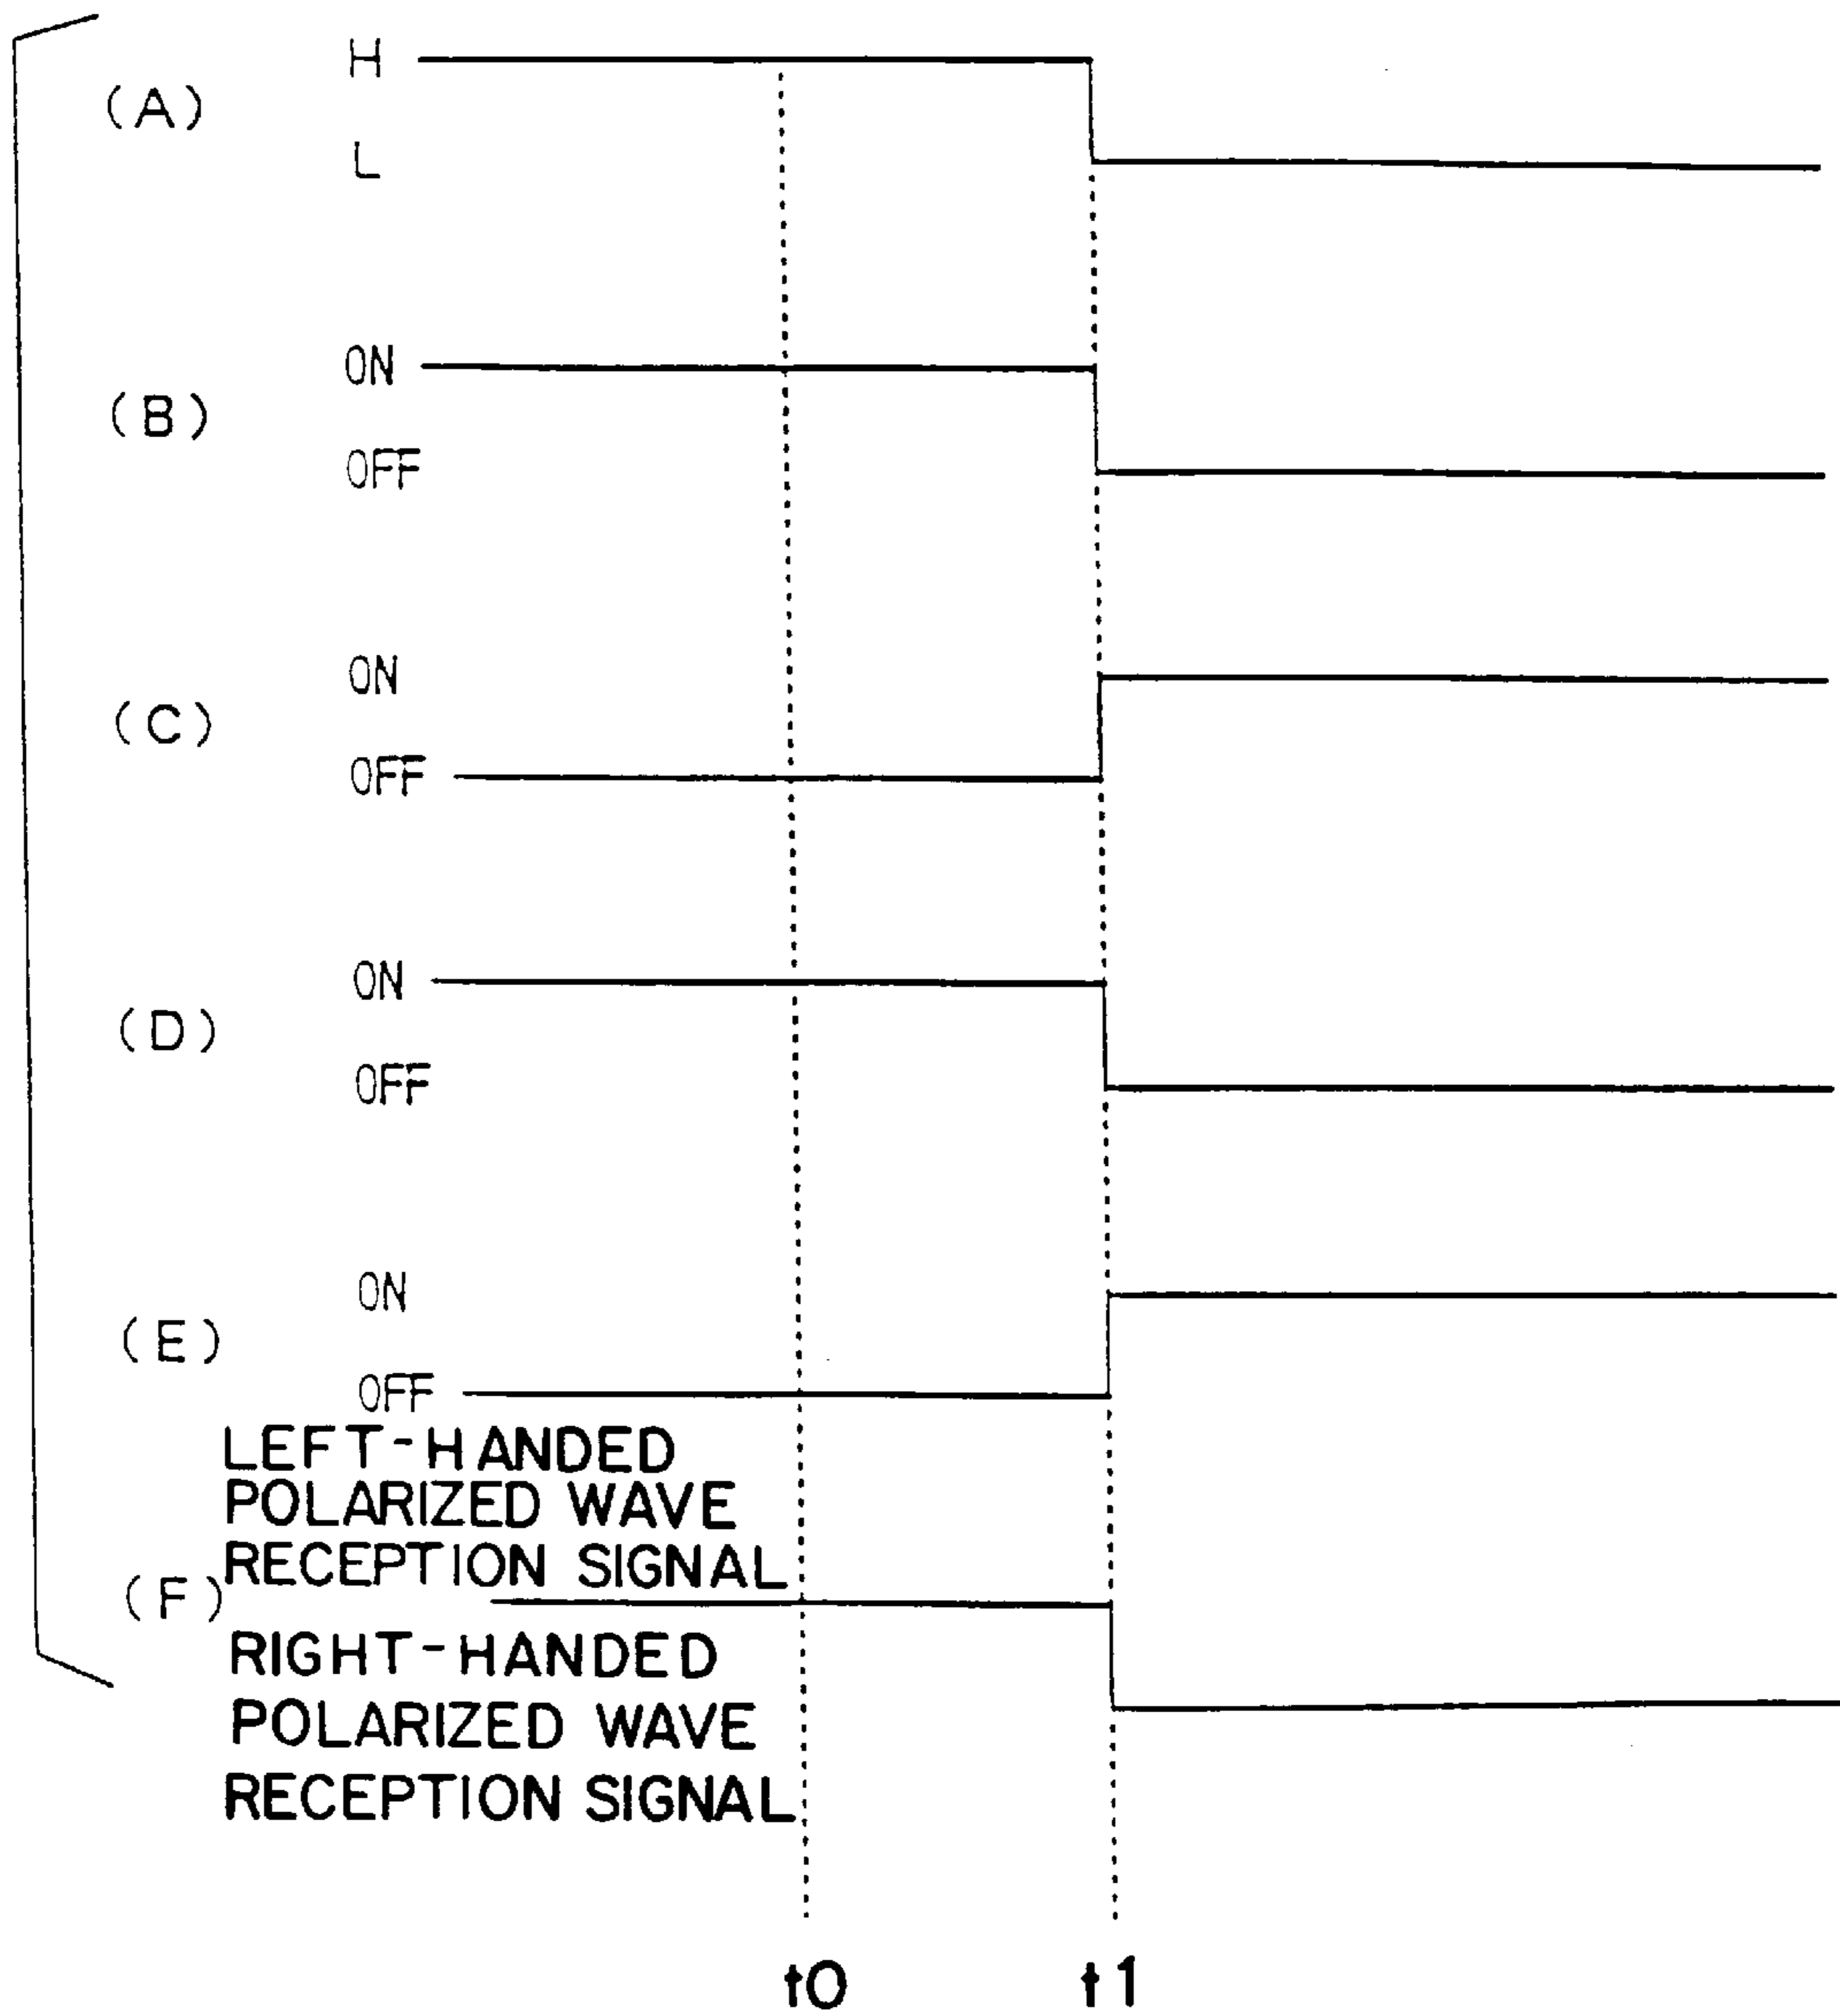 H
(A)
L
ON
(B)
OFF
ON
(C)
OFF
ON
(D)
OFF
ON
(E)
OFF
LEFT-HANDED
POLARIZED WAVE
RECEPTION SIGNAL
(F)
RIGHT-HANDED
POLARIZED WAVE
RECEPTION SIGNAL
t0 t1